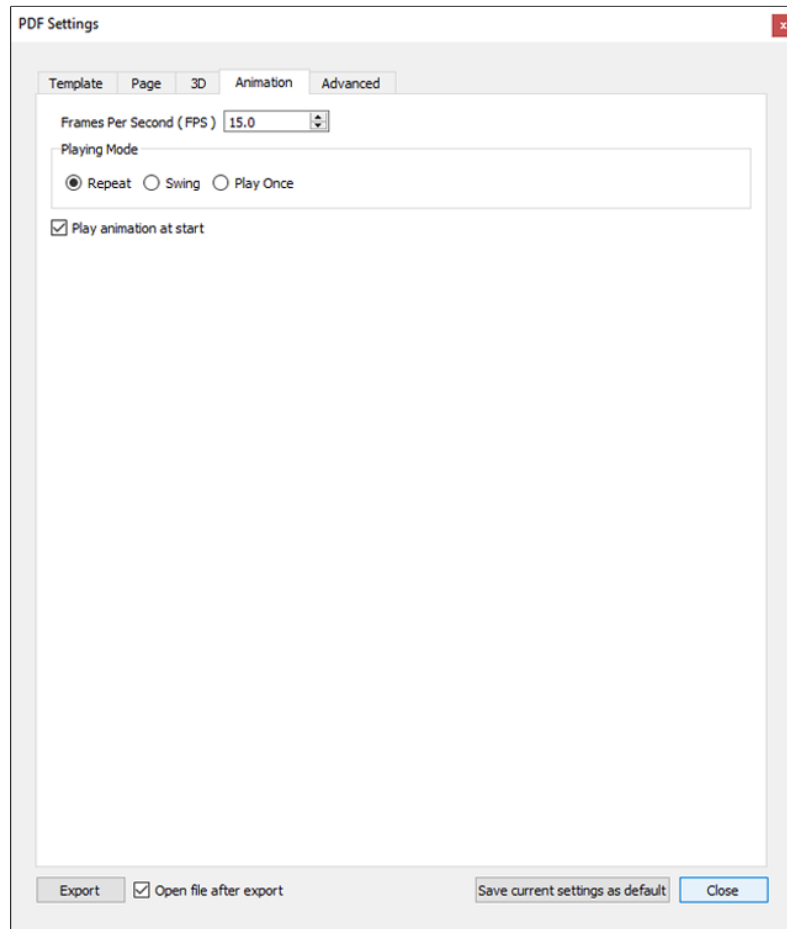 PDF Settings
x
Template Page 3D Animation Advanced
Frames Per Second ( FPS ) 15.0
Playing Mode
Repeat Swing Play Once
Play animation at start
Export Open file after export Save current settings as default Close